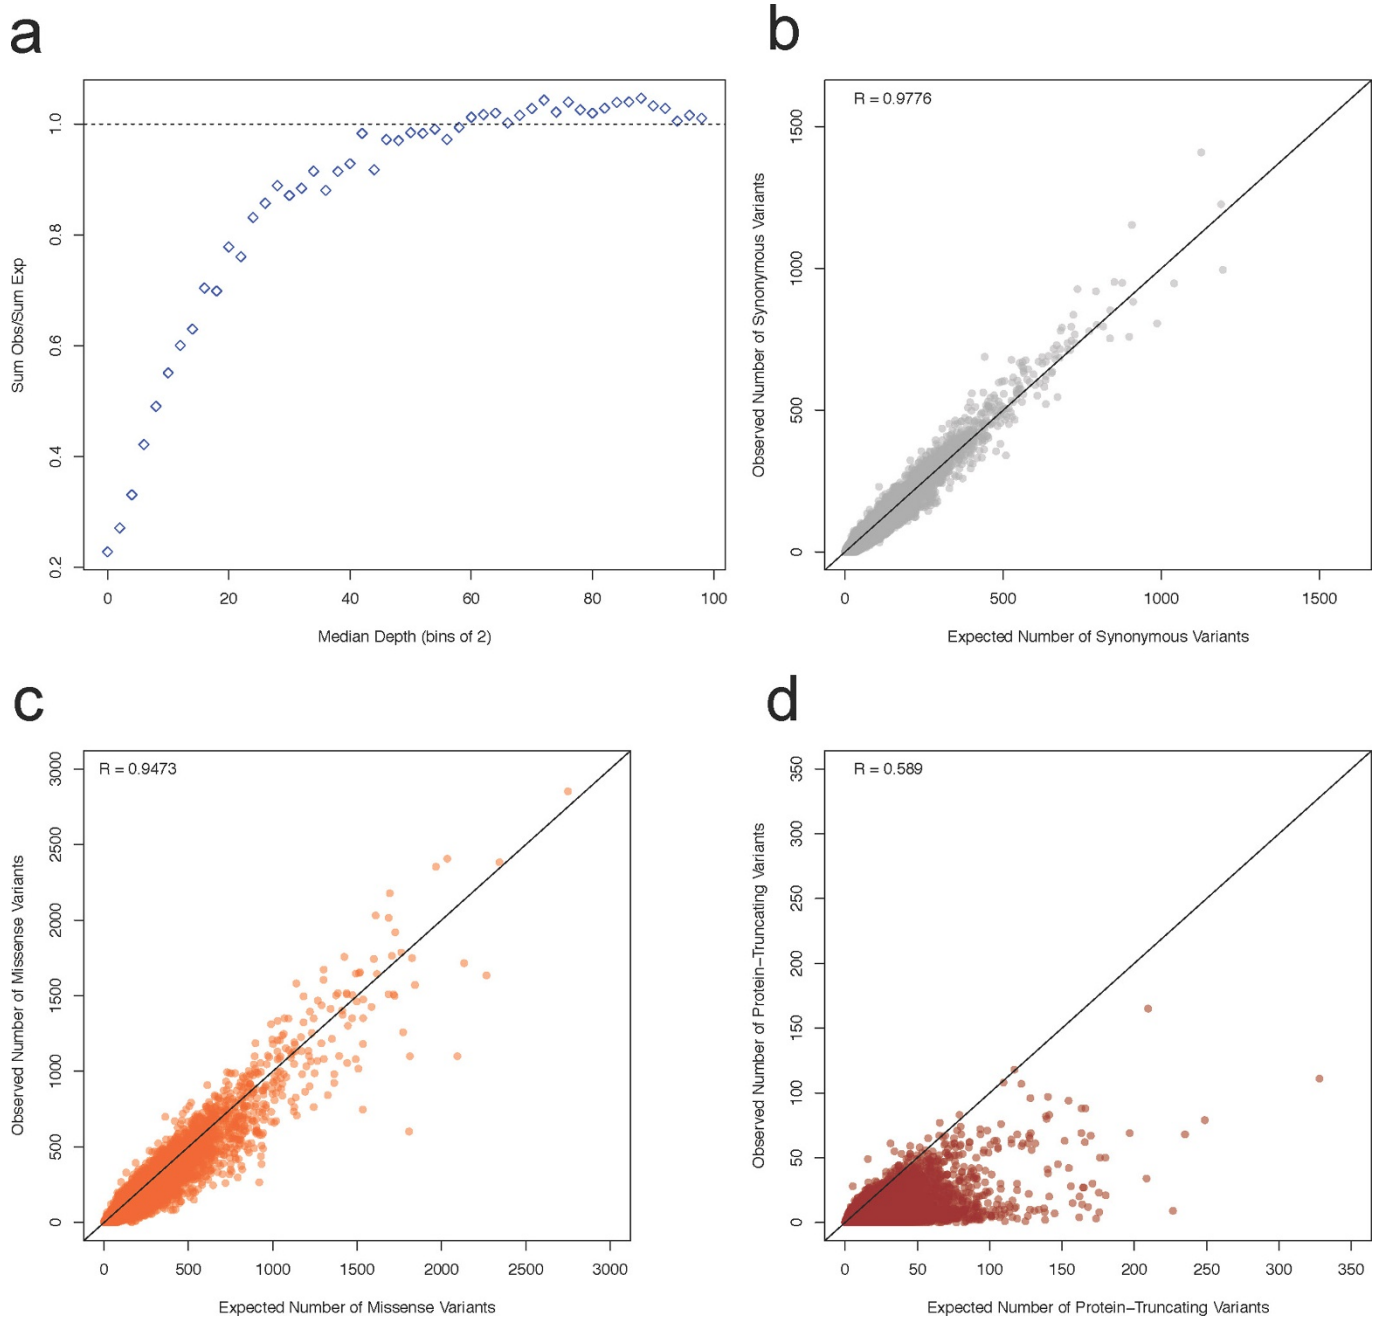 a
Sum Obs/Sum Exp
0.2 0.4 0.6 0.8 1.0
0 20 40 60 80 100
Median Depth (bins of 2)
b
R = 0.9776
Observed Number of Synonymous Variants
0 500 1000 1500
0 500 1000 1500
Expected Number of Synonymous Variants
c
R = 0.9473
Observed Number of Missense Variants
0 500 1000 1500 2000 2500 3000
0 500 1000 1500 2000 2500 3000
Expected Number of Missense Variants
d
R = 0.589
Observed Number of Protein−Truncating Variants
0 50 100 150 200 250 300 350
0 50 100 150 200 250 300 350
Expected Number of Protein−Truncating Variants